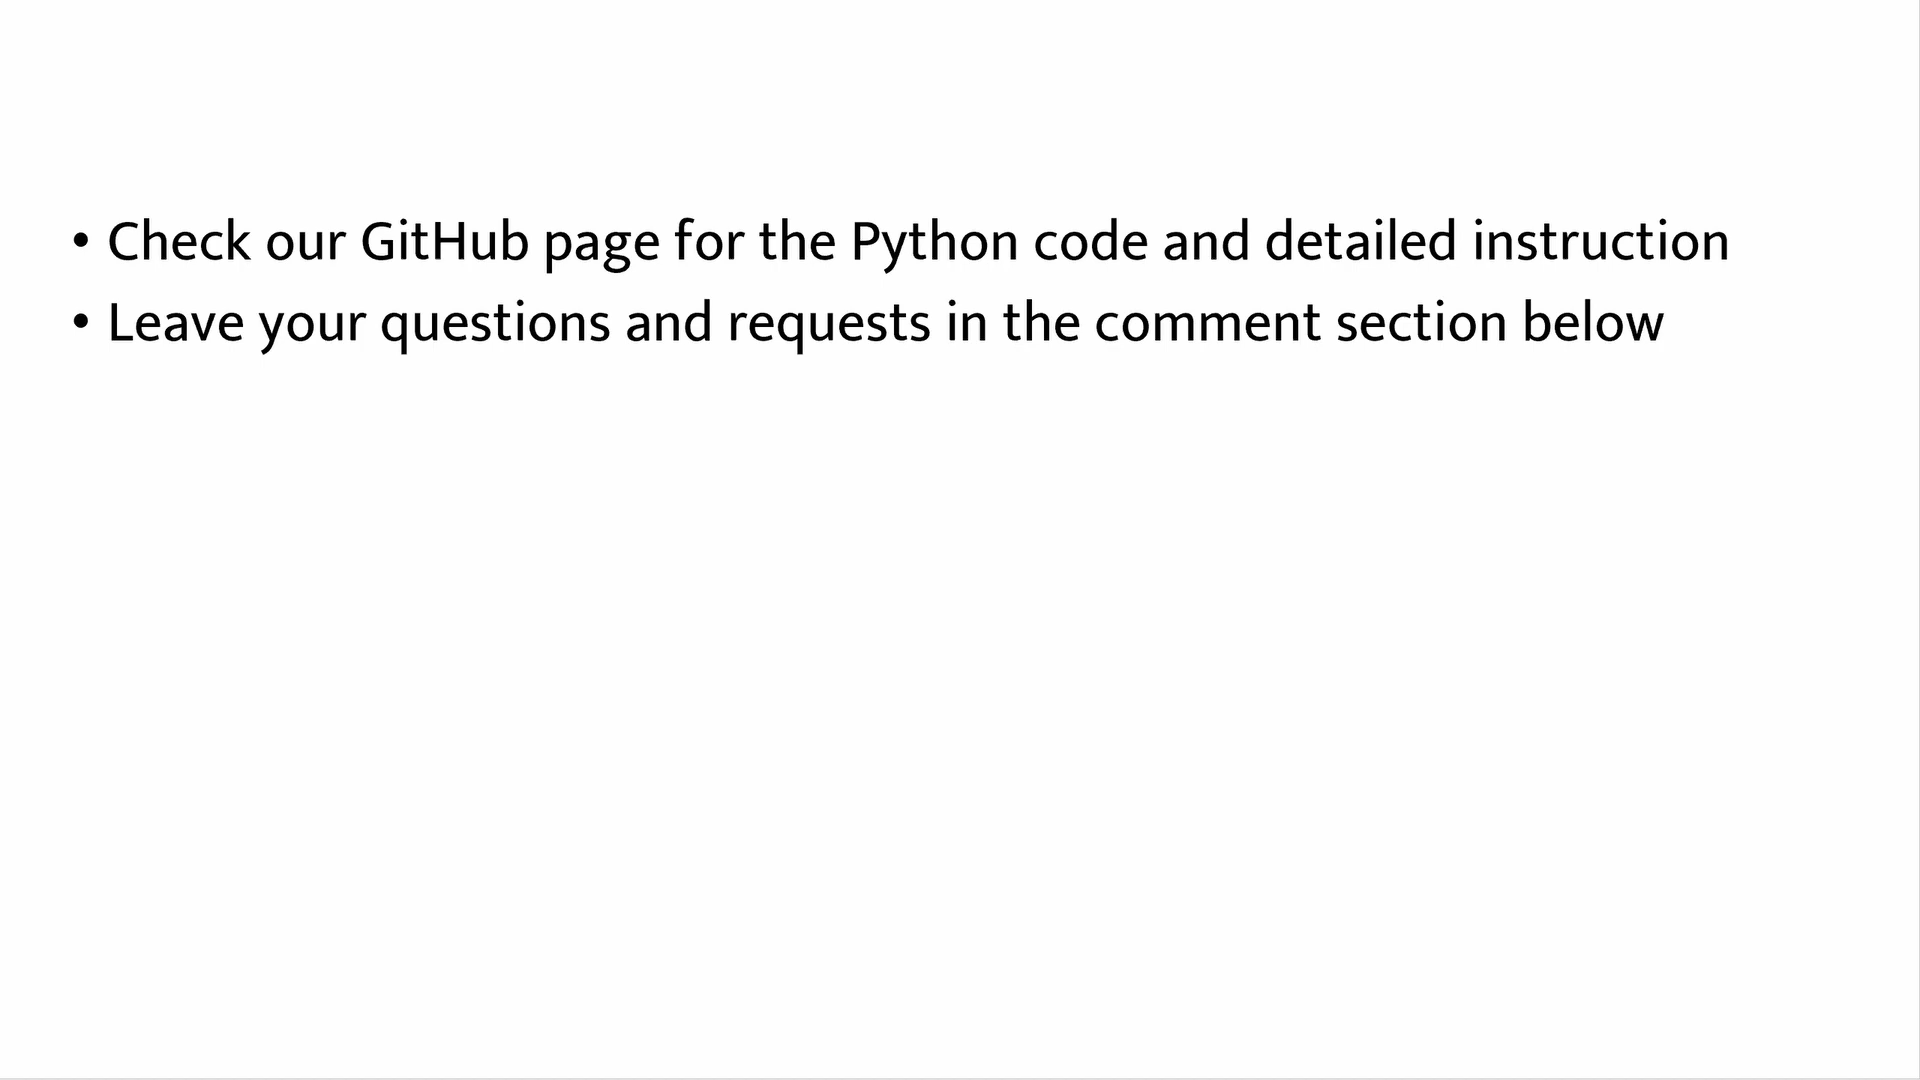 • Check our GitHub page for the Python code and detailed instruction
• Leave your questions and requests in the comment section below